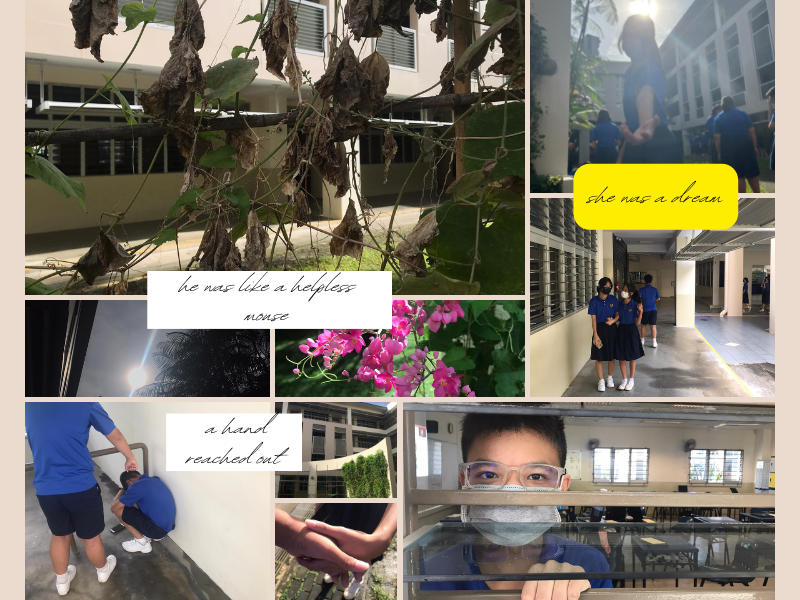 she was a dream
he was like a helpless
mouse
a hand
reached out